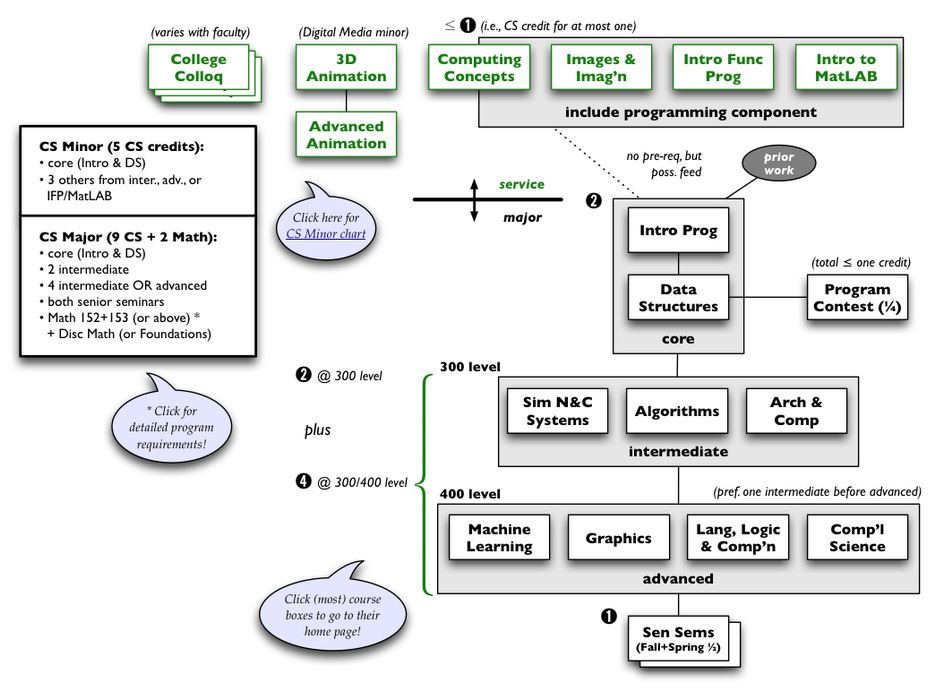 (varies with faculty)
College
Colloq
(Digital Media minor)
3D
Animation
Advanced
Animation
≤ ❶ (i.e., CS credit for at most one)
Computing
Concepts
Images &
Imag'n
Intro Func
Prog
Intro to
MatLAB
include programming component
CS Minor (5 CS credits):
• core (Intro & DS)
• 3 others from inter., adv., or
IFP/MatLAB
CS Major (9 CS + 2 Math):
• core (Intro & DS)
• 2 intermediate
• 4 intermediate OR advanced
• both senior seminars
• Math 152+153 (or above) *
+ Disc Math (or Foundations)
Click here for
CS Minor chart
service
major
no pre-req, but
poss. feed
prior
work
❷
Intro Prog
Data
Structures
core
(total ≤ one credit)
Program
Contest (¼)
* Click for
detailed program
requirements!
❷ @ 300 level
plus
❹ @ 300/400 level
300 level
Sim N&C
Systems
Algorithms
Arch &
Comp
intermediate
400 level
(pref. one intermediate before advanced)
Machine
Learning
Graphics
Lang, Logic
& Comp'n
Comp'l
Science
advanced
Click (most) course
boxes to go to their
home page!
❶
Sen Sems
(Fall+Spring ½)